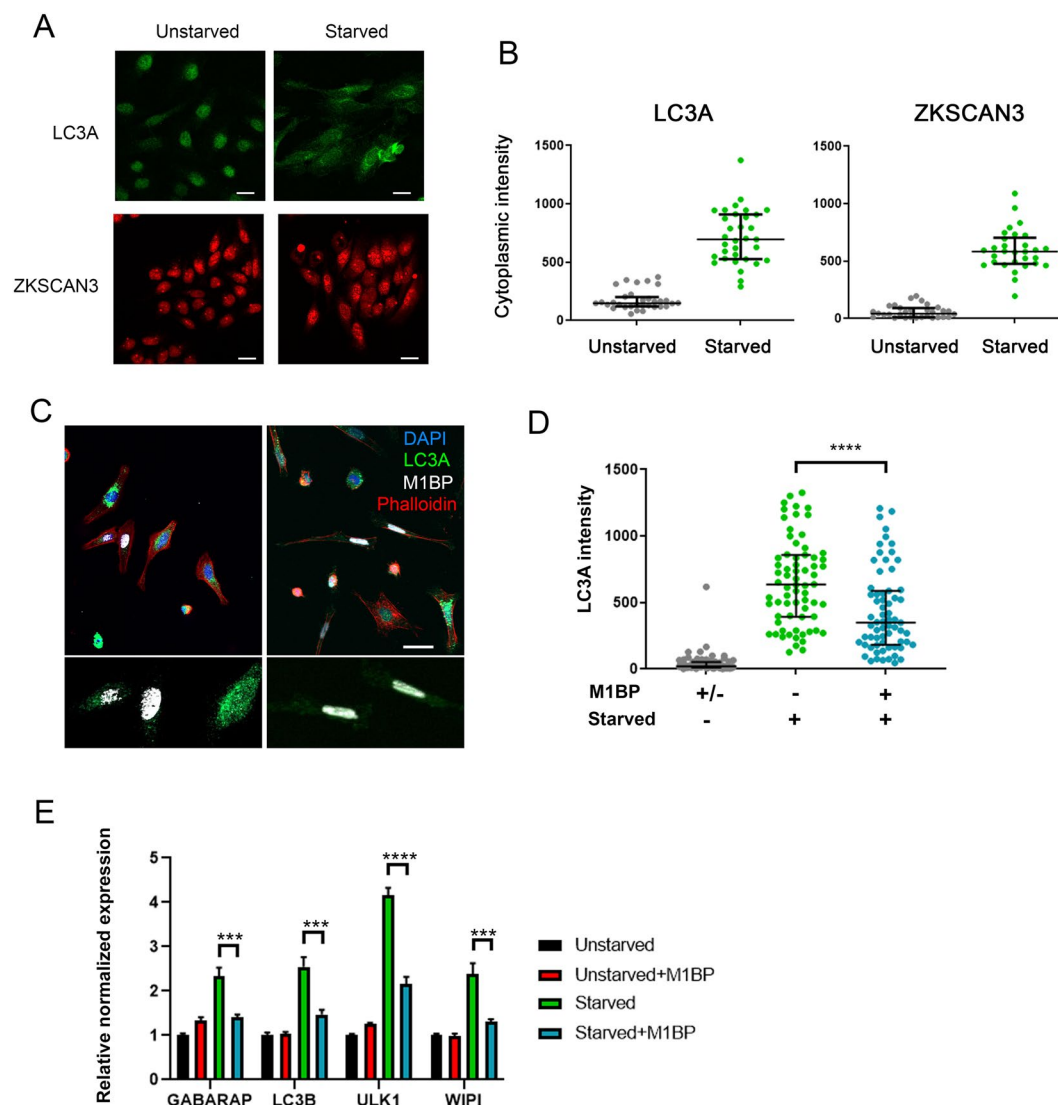 A
Unstarved Starved
LC3A
ZKSCAN3
B
LC3A ZKSCAN3
Cytoplasmic intensity
1500 1500
1000 1000
500 500
0 0
Unstarved Starved Unstarved Starved
C
DAPI
LC3A
M1BP
Phalloidin
D
****
LC3A intensity
1500
1000
500
0
M1BP +/- - +
Starved - + +
E
Relative normalized expression
5
4
3
2
1
0
*** *** **** ***
GABARAP LC3B ULK1 WIPI
Unstarved
Unstarved+M1BP
Starved
Starved+M1BP